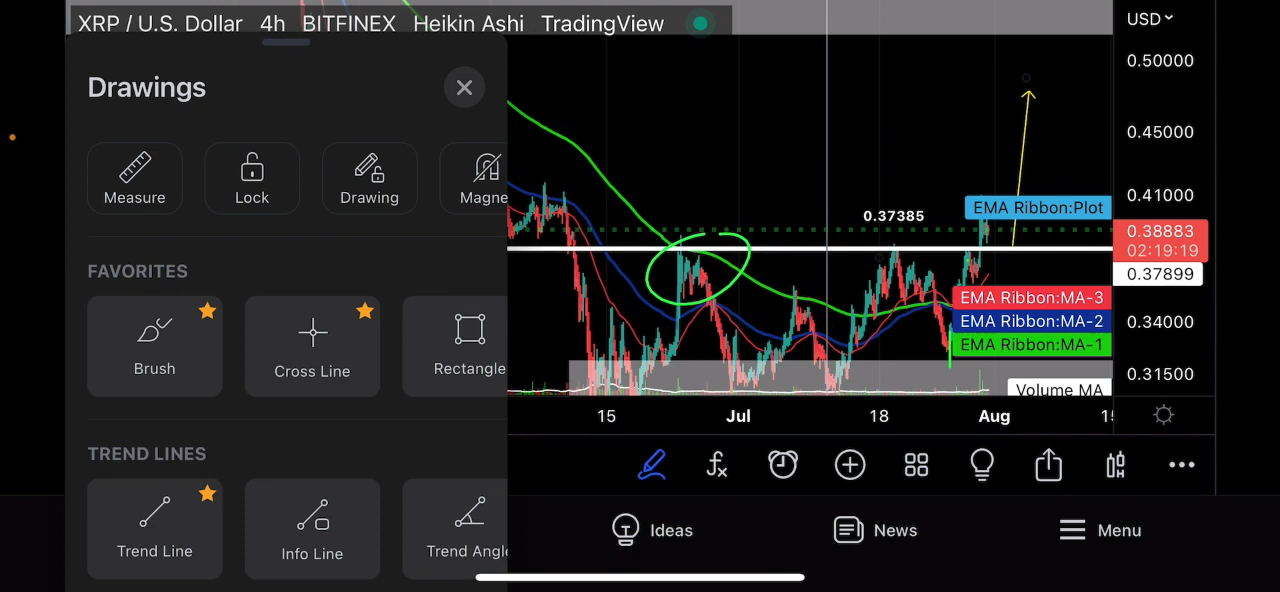 XRP / U.S. Dollar 4h BITFINEX Heikin Ashi TradingView
USD
Drawings
Measure Lock Drawing Magne
FAVORITES
Brush Cross Line Rectangle
TREND LINES
Trend Line Info Line Trend Angle
0.50000
0.45000
0.41000
EMA Ribbon:Plot
0.37385
0.38883
02:19:19
0.37899
EMA Ribbon:MA-3
EMA Ribbon:MA-2
0.34000
EMA Ribbon:MA-1
0.31500
Volume MA
15 Jul 18 Aug 15
fx
Ideas News Menu